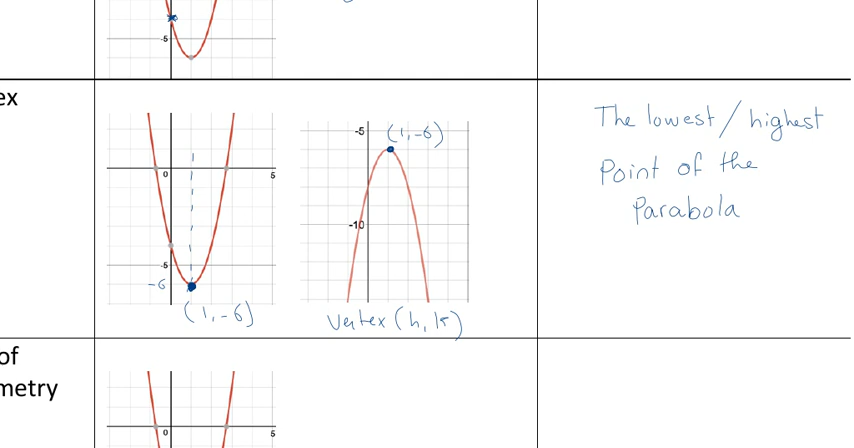 -5
ex
0
5
-5
-6
(1,-6)
-5
(1,-6)
-10
Vertex (h, k)
The lowest / highest
Point of the
Parabola
of
metry
0
5